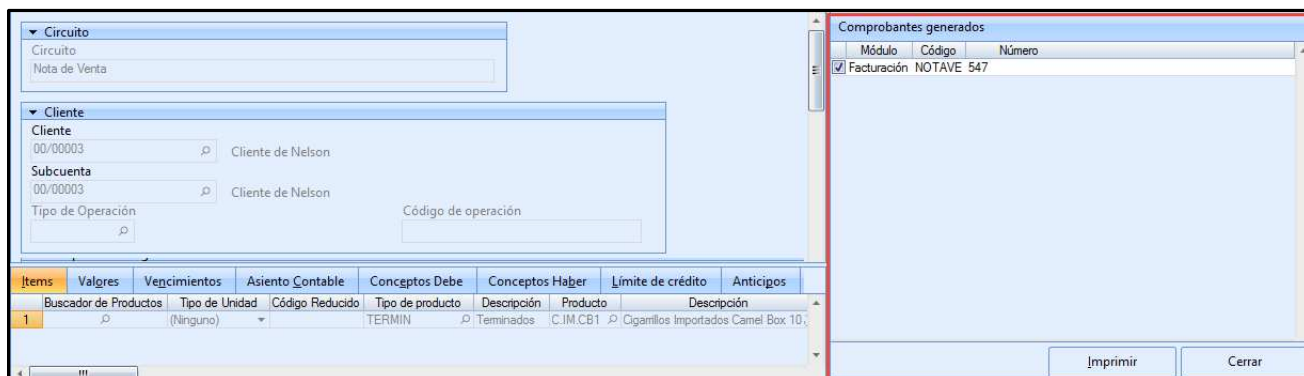 Circuito
Circuito
Nota de Venta
Cliente
Cliente
00/00003 Cliente de Nelson
Subcuenta
00/00003 Cliente de Nelson
Tipo de Operación Código de operación
Items Valores Vencimientos Asiento Contable Conceptos Debe Conceptos Haber Límite de crédito Anticipos
Buscador de Productos Tipo de Unidad Código Reducido Tipo de producto Descripción Producto Descripción
1 (Ninguno) TERMIN Terminados C.IM.CB1 Cigarrillos Importados Camel Box 10
Comprobantes generados
Módulo Código Número
Facturación NOTAVE 547
Imprimir Cerrar